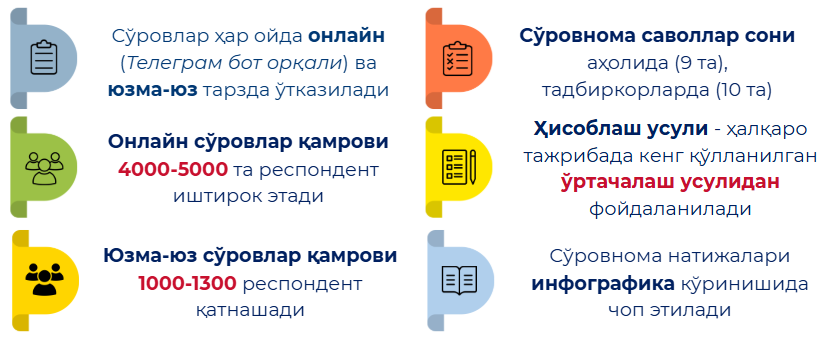 Сўровлар ҳар ойда онлайн
(Телеграм бот орқали) ва
юзма-юз тарзда ўтказилади
Онлайн сўровлар қамрови
4000-5000 та респондент
иштирок этади
Юзма-юз сўровлар қамрови
1000-1300 респондент
қатнашади
Сўровнома саволлар сони
аҳолида (9 та),
тадбиркорларда (10 та)
Ҳисоблаш усули - ҳалқаро
тажрибада кенг қўлланилган
ўртачалаш усулидан
фойдаланилади
Сўровнома натижалари
инфографика кўринишида
чоп этилади